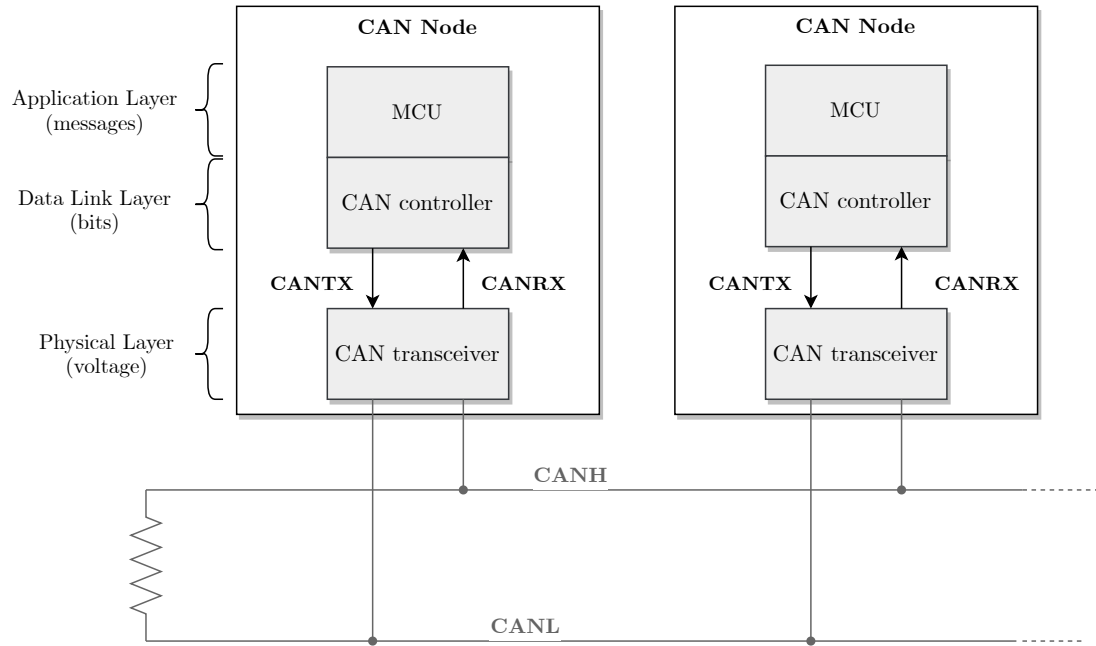 CAN Node
CAN Node
Application Layer
(messages)
MCU
MCU
Data Link Layer
(bits)
CAN controller
CAN controller
CANTX
CANRX
CANTX
CANRX
Physical Layer
(voltage)
CAN transceiver
CAN transceiver
CANH
CANL